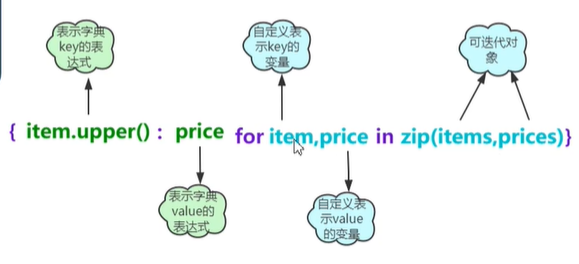 表示字典
key的表
达式
自定义表
示key的
变量
可迭代对
象
{ item.upper() : price for item,price in zip(items,prices)}
表示字典
value的
表达式
自定义表
示value
的变量